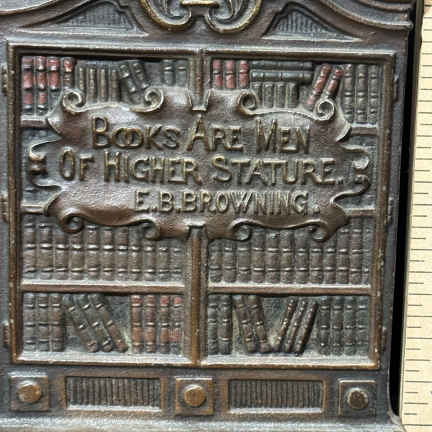 Books Are Men
Of Higher Stature.
E.B.Browning.